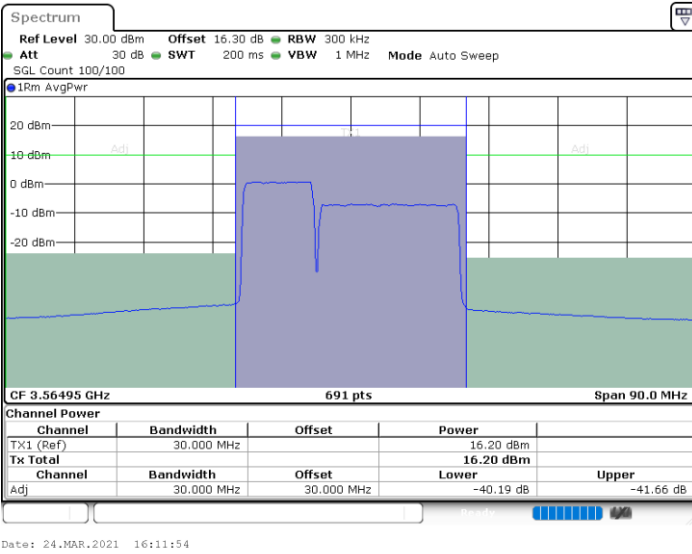 Spectrum
Ref Level 30.00 dBm Offset 16.30 dB RBW 300 kHz
Att 30 dB SWT 200 ms VBW 1 MHz Mode Auto Sweep
SGL Count 100/100
1Rm AvgPwr
20 dBm
TX1
Adj Adj
10 dBm
0 dBm
-10 dBm
-20 dBm
CF 3.56495 GHz 691 pts Span 90.0 MHz
Channel Power
Channel Bandwidth Offset Power
TX1 (Ref) 30.000 MHz 16.20 dBm
Tx Total 16.20 dBm
Channel Bandwidth Offset Lower Upper
Adj 30.000 MHz 30.000 MHz -40.19 dB -41.66 dB
Ready
Date: 24.MAR.2021 16:11:54